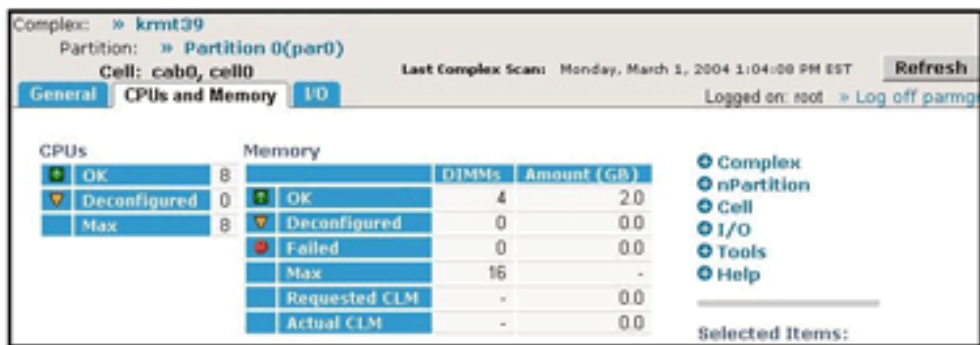 Complex: » krmt39
Partition: » Partition 0(par0)
Cell: cab0, cell0
Last Complex Scan: Monday, March 1, 2004 1:04:08 PM EST
Refresh
General CPUs and Memory I/O
Logged on: root » Log off parmgr
CPUs
OK 8
Deconfigured 0
Max 8
Memory
DIMMs Amount (GB)
OK 4 2.0
Deconfigured 0 0.0
Failed 0 0.0
Max 16 -
Requested CLM - 0.0
Actual CLM - 0.0
Complex
nPartition
Cell
I/O
Tools
Help
Selected Items: